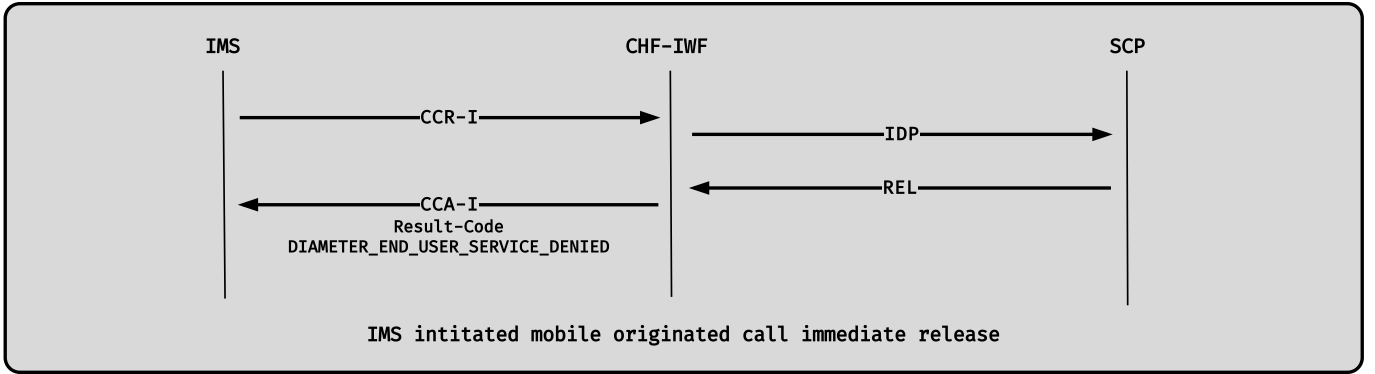 IMS CHF-IWF SCP
CCR-I
IDP
REL
CCA-I
Result-Code
DIAMETER_END_USER_SERVICE_DENIED
IMS intitated mobile originated call immediate release